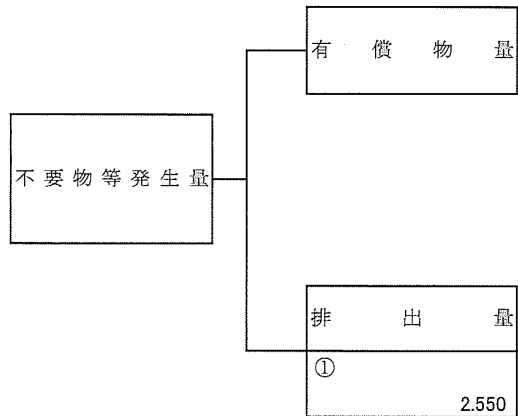 有償物量
不要物等発生量
排出量
①
2.550